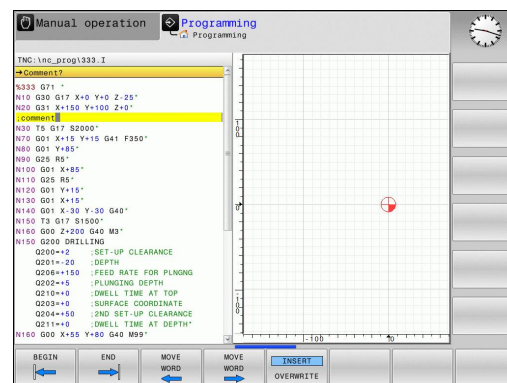 Manual operation
Programming
Programming
TNC:\nc_prog\333.I
→Comment?
%333 G71 *
N10 G30 G17 X+0 Y+0 Z-25*
N20 G31 X+150 Y+100 Z+0*
;comment
N30 T5 G17 S2000*
N70 G01 X+15 Y+15 G41 F350*
N80 G01 Y+85*
N90 G25 R5*
N100 G01 X+85*
N110 G25 R5*
N120 G01 Y+15*
N130 G01 X+15*
N140 G01 X-30 Y-30 G40*
N150 T3 G17 S1500*
N160 G00 Z+200 G40 M3*
N150 G200 DRILLING
Q200=+2 ;SET-UP CLEARANCE
Q201=-20 ;DEPTH
Q206=+150 ;FEED RATE FOR PLNGNG
Q202=+5 ;PLUNGING DEPTH
Q210=+0 ;DWELL TIME AT TOP
Q203=+0 ;SURFACE COORDINATE
Q204=+50 ;2ND SET-UP CLEARANCE
Q211=+0 ;DWELL TIME AT DEPTH*
N160 G00 X+55 Y+80 G40 M99*
100
0
-100
-100
0
BEGIN
END
MOVE WORD
MOVE WORD
INSERT
OVERWRITE